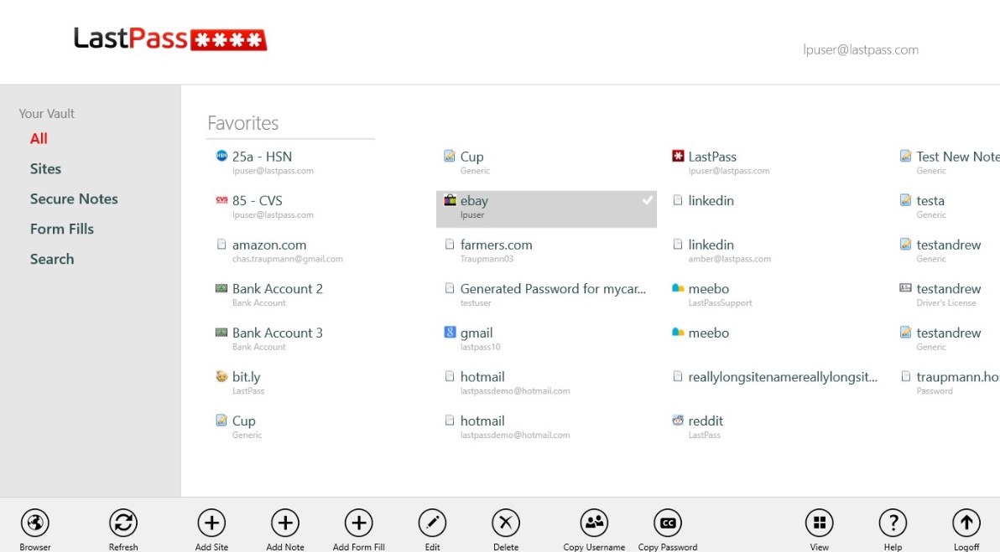 LastPass ****
lpuser@lastpass.com
Your Vault
All
Sites
Secure Notes
Form Fills
Search
Favorites
25a - HSN
lpuser@lastpass.com
85 - CVS
lpuser@lastpass.com
amazon.com
chas.traupmann@gmail.com
Bank Account 2
Bank Account
Bank Account 3
Bank Account
bit.ly
LastPass
Cup
Generic
Cup
Generic
ebay
lpuser
farmers.com
Traupmann03
Generated Password for mycar...
testuser
gmail
lastpass10
hotmail
lastpassdemo@hotmail.com
hotmail
lastpassdemo@hotmail.com
LastPass
lpuser@lastpass.com
linkedin
linkedin
amber@lastpass.com
meebo
LastPassSupport
meebo
reallylongsitenamereallylongsit...
reddit
LastPass
Test New Note
Generic
testa
Generic
testandrew
Generic
testandrew
Driver's License
testandrew
Generic
traupmann.ho
Password
Browser
Refresh
Add Site
Add Note
Add Form Fill
Edit
Delete
Copy Username
CC
Copy Password
View
?
Help
Logoff